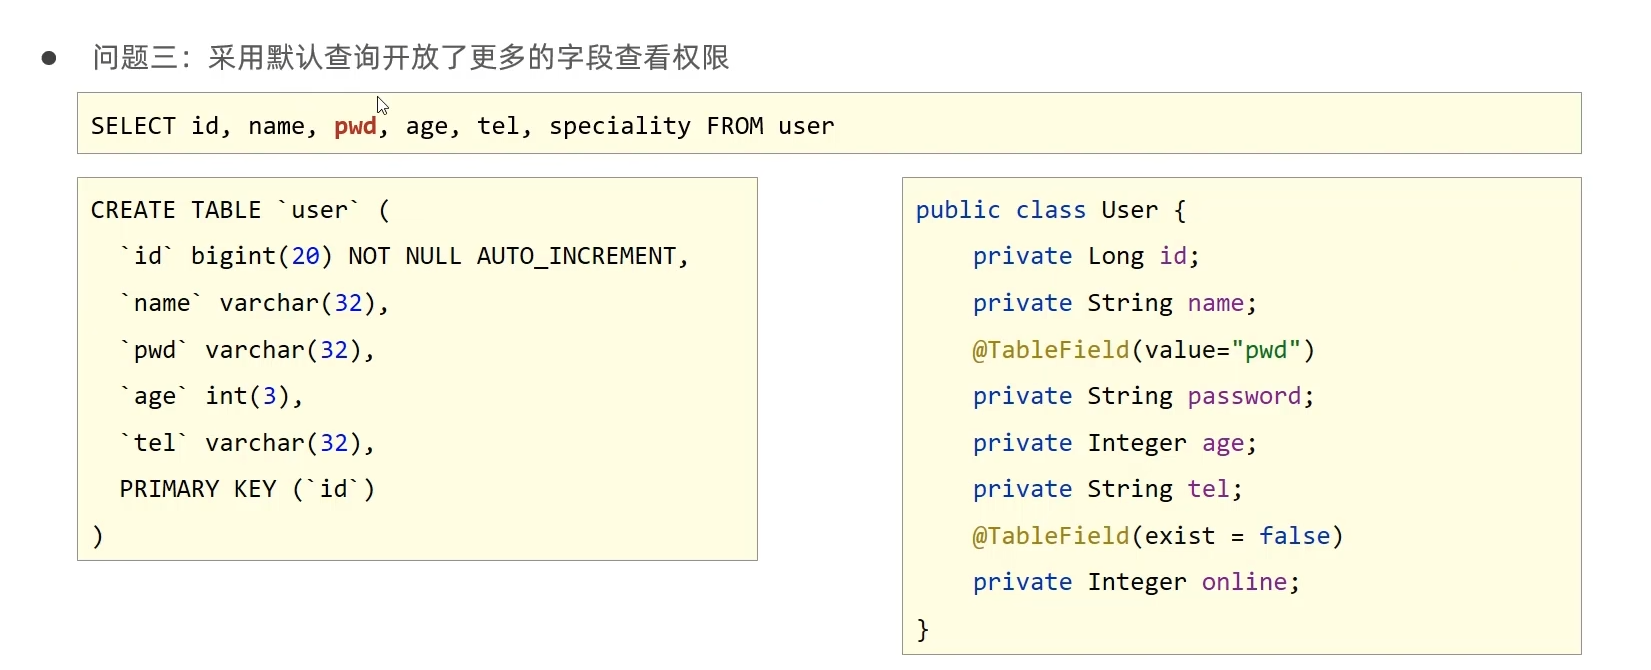 ● 问题三：采用默认查询开放了更多的字段查看权限
SELECT id, name, pwd, age, tel, speciality FROM user
CREATE TABLE `user` (
  `id` bigint(20) NOT NULL AUTO_INCREMENT,
  `name` varchar(32),
  `pwd` varchar(32),
  `age` int(3),
  `tel` varchar(32),
  PRIMARY KEY (`id`)
)
public class User {
    private Long id;
    private String name;
    @TableField(value="pwd")
    private String password;
    private Integer age;
    private String tel;
    @TableField(exist = false)
    private Integer online;
}